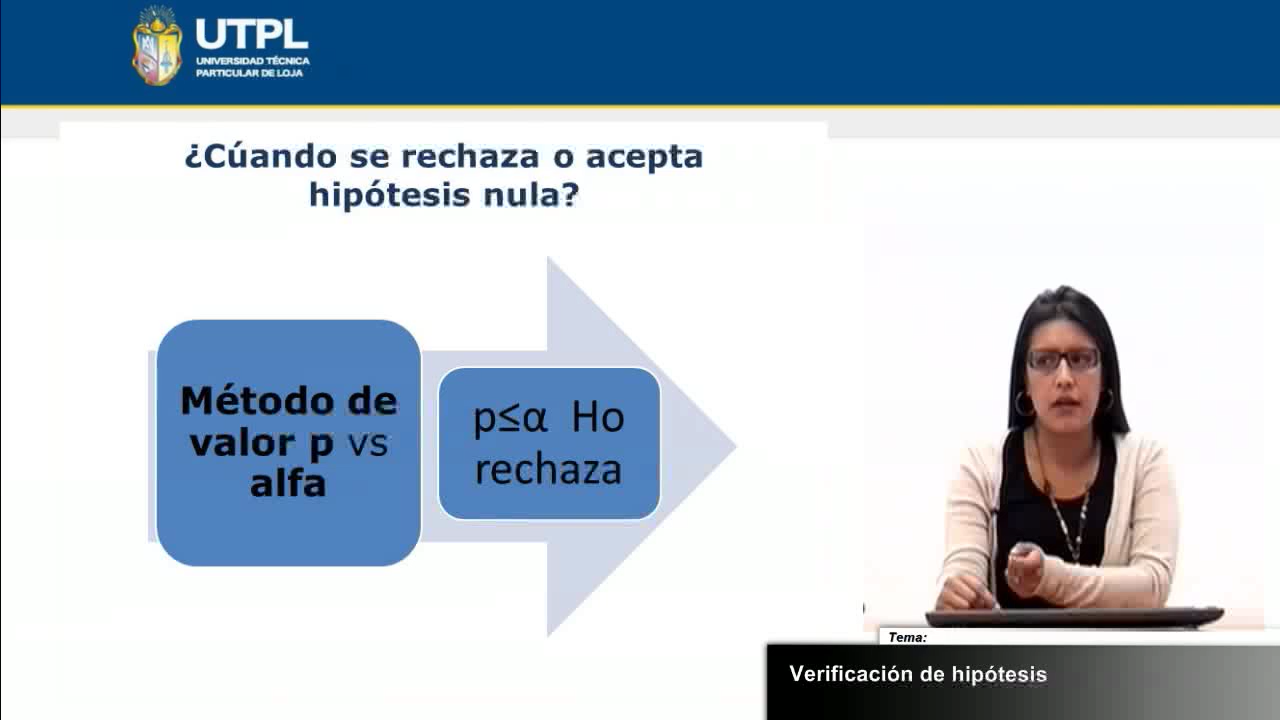 UTPL
UNIVERSIDAD TÉCNICA
PARTICULAR DE LOJA
¿Cúando se rechaza o acepta
hipótesis nula?
Método de
valor p vs
alfa
p≤α Ho
rechaza
Tema:
Verificación de hipótesis